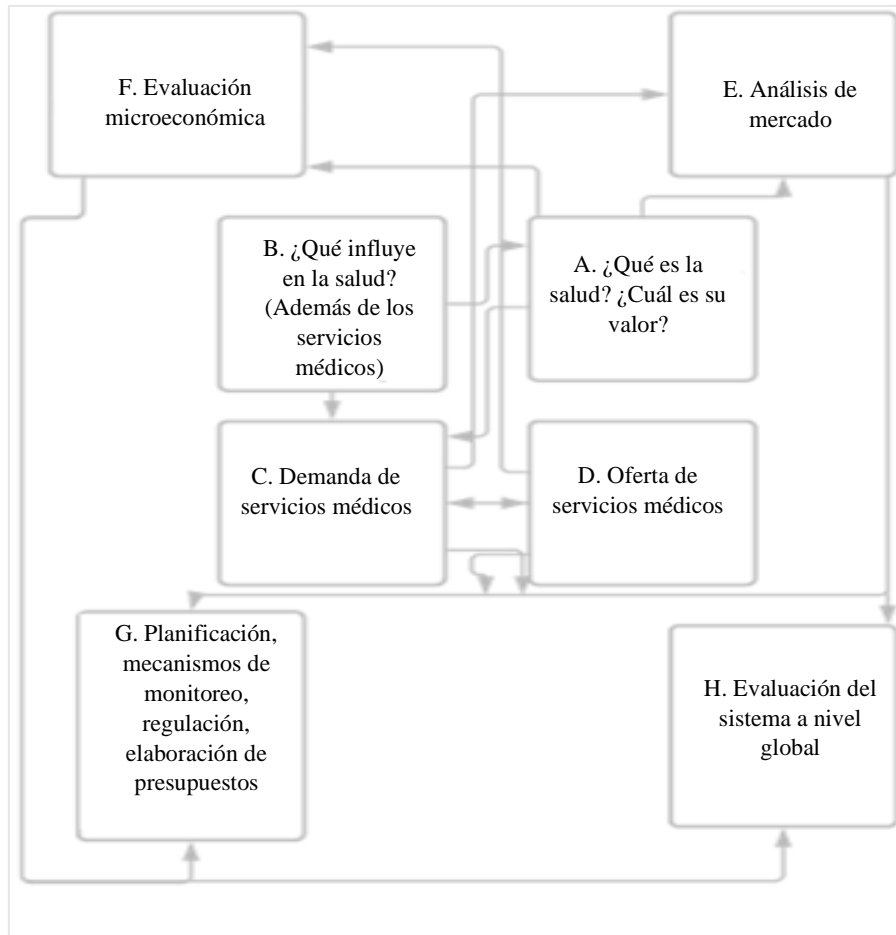 F. Evaluación
microeconómica
E. Análisis de
mercado
B. ¿Qué influye
en la salud?
(Además de los
servicios
médicos)
A. ¿Qué es la
salud? ¿Cuál es su
valor?
C. Demanda de
servicios médicos
D. Oferta de
servicios médicos
G. Planificación,
mecanismos de
monitoreo,
regulación,
elaboración de
presupuestos
H. Evaluación del
sistema a nivel
global